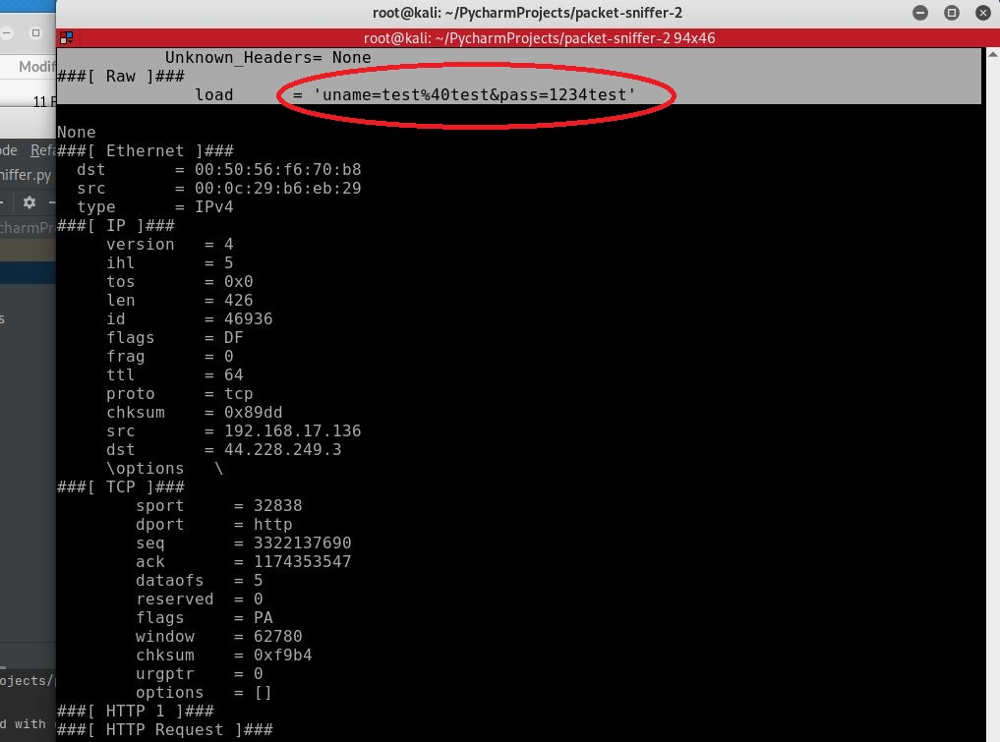 root@kali: ~/PycharmProjects/packet-sniffer-2
root@kali: ~/PycharmProjects/packet-sniffer-2 94x46
Modif
11 F
ode Refa
niffer.py
charmPr
s
ojects/p
d with
Unknown_Headers= None
###[ Raw ]###
load = 'uname=test%40test&pass=1234test'
None
###[ Ethernet ]###
dst = 00:50:56:f6:70:b8
src = 00:0c:29:b6:eb:29
type = IPv4
###[ IP ]###
version = 4
ihl = 5
tos = 0x0
len = 426
id = 46936
flags = DF
frag = 0
ttl = 64
proto = tcp
chksum = 0x89dd
src = 192.168.17.136
dst = 44.228.249.3
\options \
###[ TCP ]###
sport = 32838
dport = http
seq = 3322137690
ack = 1174353547
dataofs = 5
reserved = 0
flags = PA
window = 62780
chksum = 0xf9b4
urgptr = 0
options = []
###[ HTTP 1 ]###
###[ HTTP Request ]###